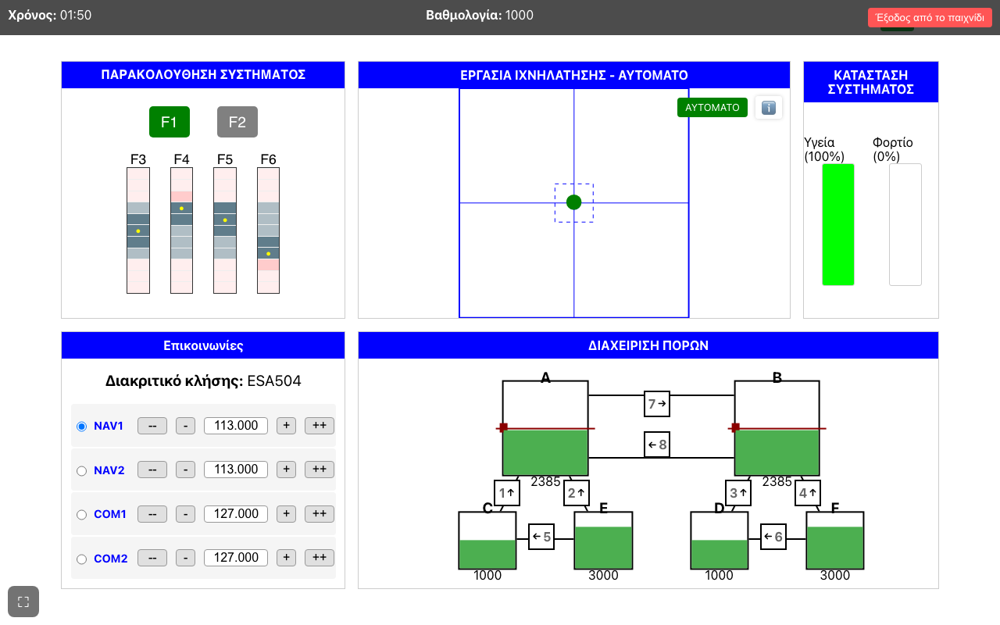 Χρόνος: 01:50
Βαθμολογία: 1000
Έξοδος από το παιχνίδι
ΠΑΡΑΚΟΛΟΥΘΗΣΗ ΣΥΣΤΗΜΑΤΟΣ
F1 F2
F3 F4 F5 F6
ΕΡΓΑΣΙΑ ΙΧΝΗΛΑΤΗΣΗΣ - ΑΥΤΟΜΑΤΟ
ΑΥΤΟΜΑΤΟ ℹ️
ΚΑΤΑΣΤΑΣΗ
ΣΥΣΤΗΜΑΤΟΣ
Υγεία
(100%)
Φορτίο
(0%)
Επικοινωνίες
Διακριτικό κλήσης: ESA504
NAV1 -- - 113.000 + ++
NAV2 -- - 113.000 + ++
COM1 -- - 127.000 + ++
COM2 -- - 127.000 + ++
ΔΙΑΧΕΙΡΙΣΗ ΠΟΡΩΝ
A B
7→
←8
2385 2385
1↑ 2↑ 3↑ 4↑
C E D F
←5 ←6
1000 3000 1000 3000